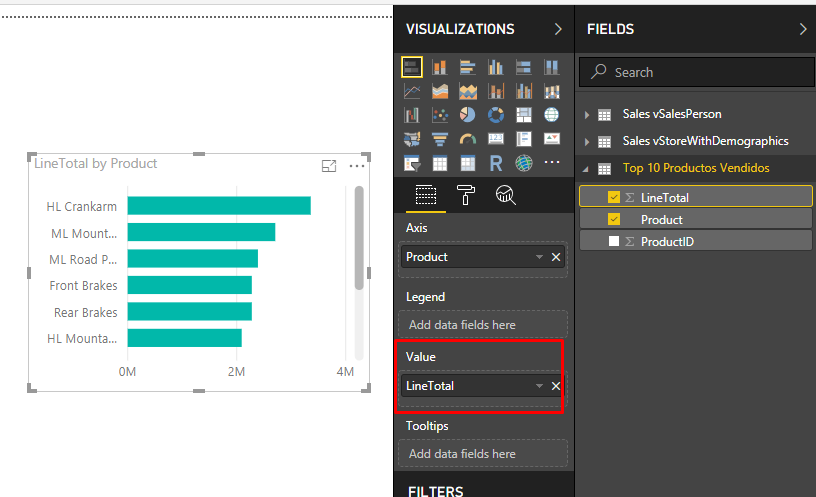 LineTotal by Product
HL Crankarm
ML Mount...
ML Road P...
Front Brakes
Rear Brakes
HL Mounta...
0M 2M 4M
VISUALIZATIONS
123
R
Axis
Product
Legend
Add data fields here
Value
LineTotal
Tooltips
Add data fields here
FILTERS
FIELDS
Search
Sales vSalesPerson
Sales vStoreWithDemographics
Top 10 Productos Vendidos
LineTotal
Product
ProductID